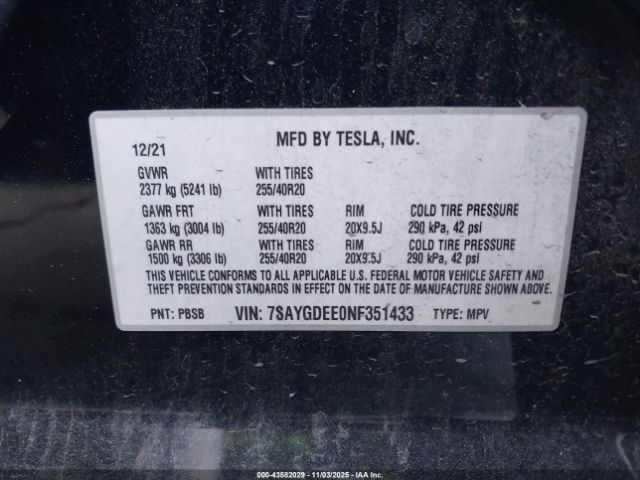 12/21 MFD BY TESLA, INC.
GVWR WITH TIRES
2377 kg (5241 lb) 255/40R20
GAWR FRT WITH TIRES RIM COLD TIRE PRESSURE
1363 kg (3004 lb) 255/40R20 20X9.5J 290 kPa, 42 psi
GAWR RR WITH TIRES RIM COLD TIRE PRESSURE
1500 kg (3306 lb) 255/40R20 20X9.5J 290 kPa, 42 psi
THIS VEHICLE CONFORMS TO ALL APPLICABLE U.S. FEDERAL MOTOR VEHICLE SAFETY AND
THEFT PREVENTION STANDARDS IN EFFECT ON THE DATE OF MANUFACTURE SHOWN ABOVE.
PNT: PBSB VIN: 7SAYGDEE0NF351433 TYPE: MPV
000-43582029 - 11/03/2025 - IAAI.COM